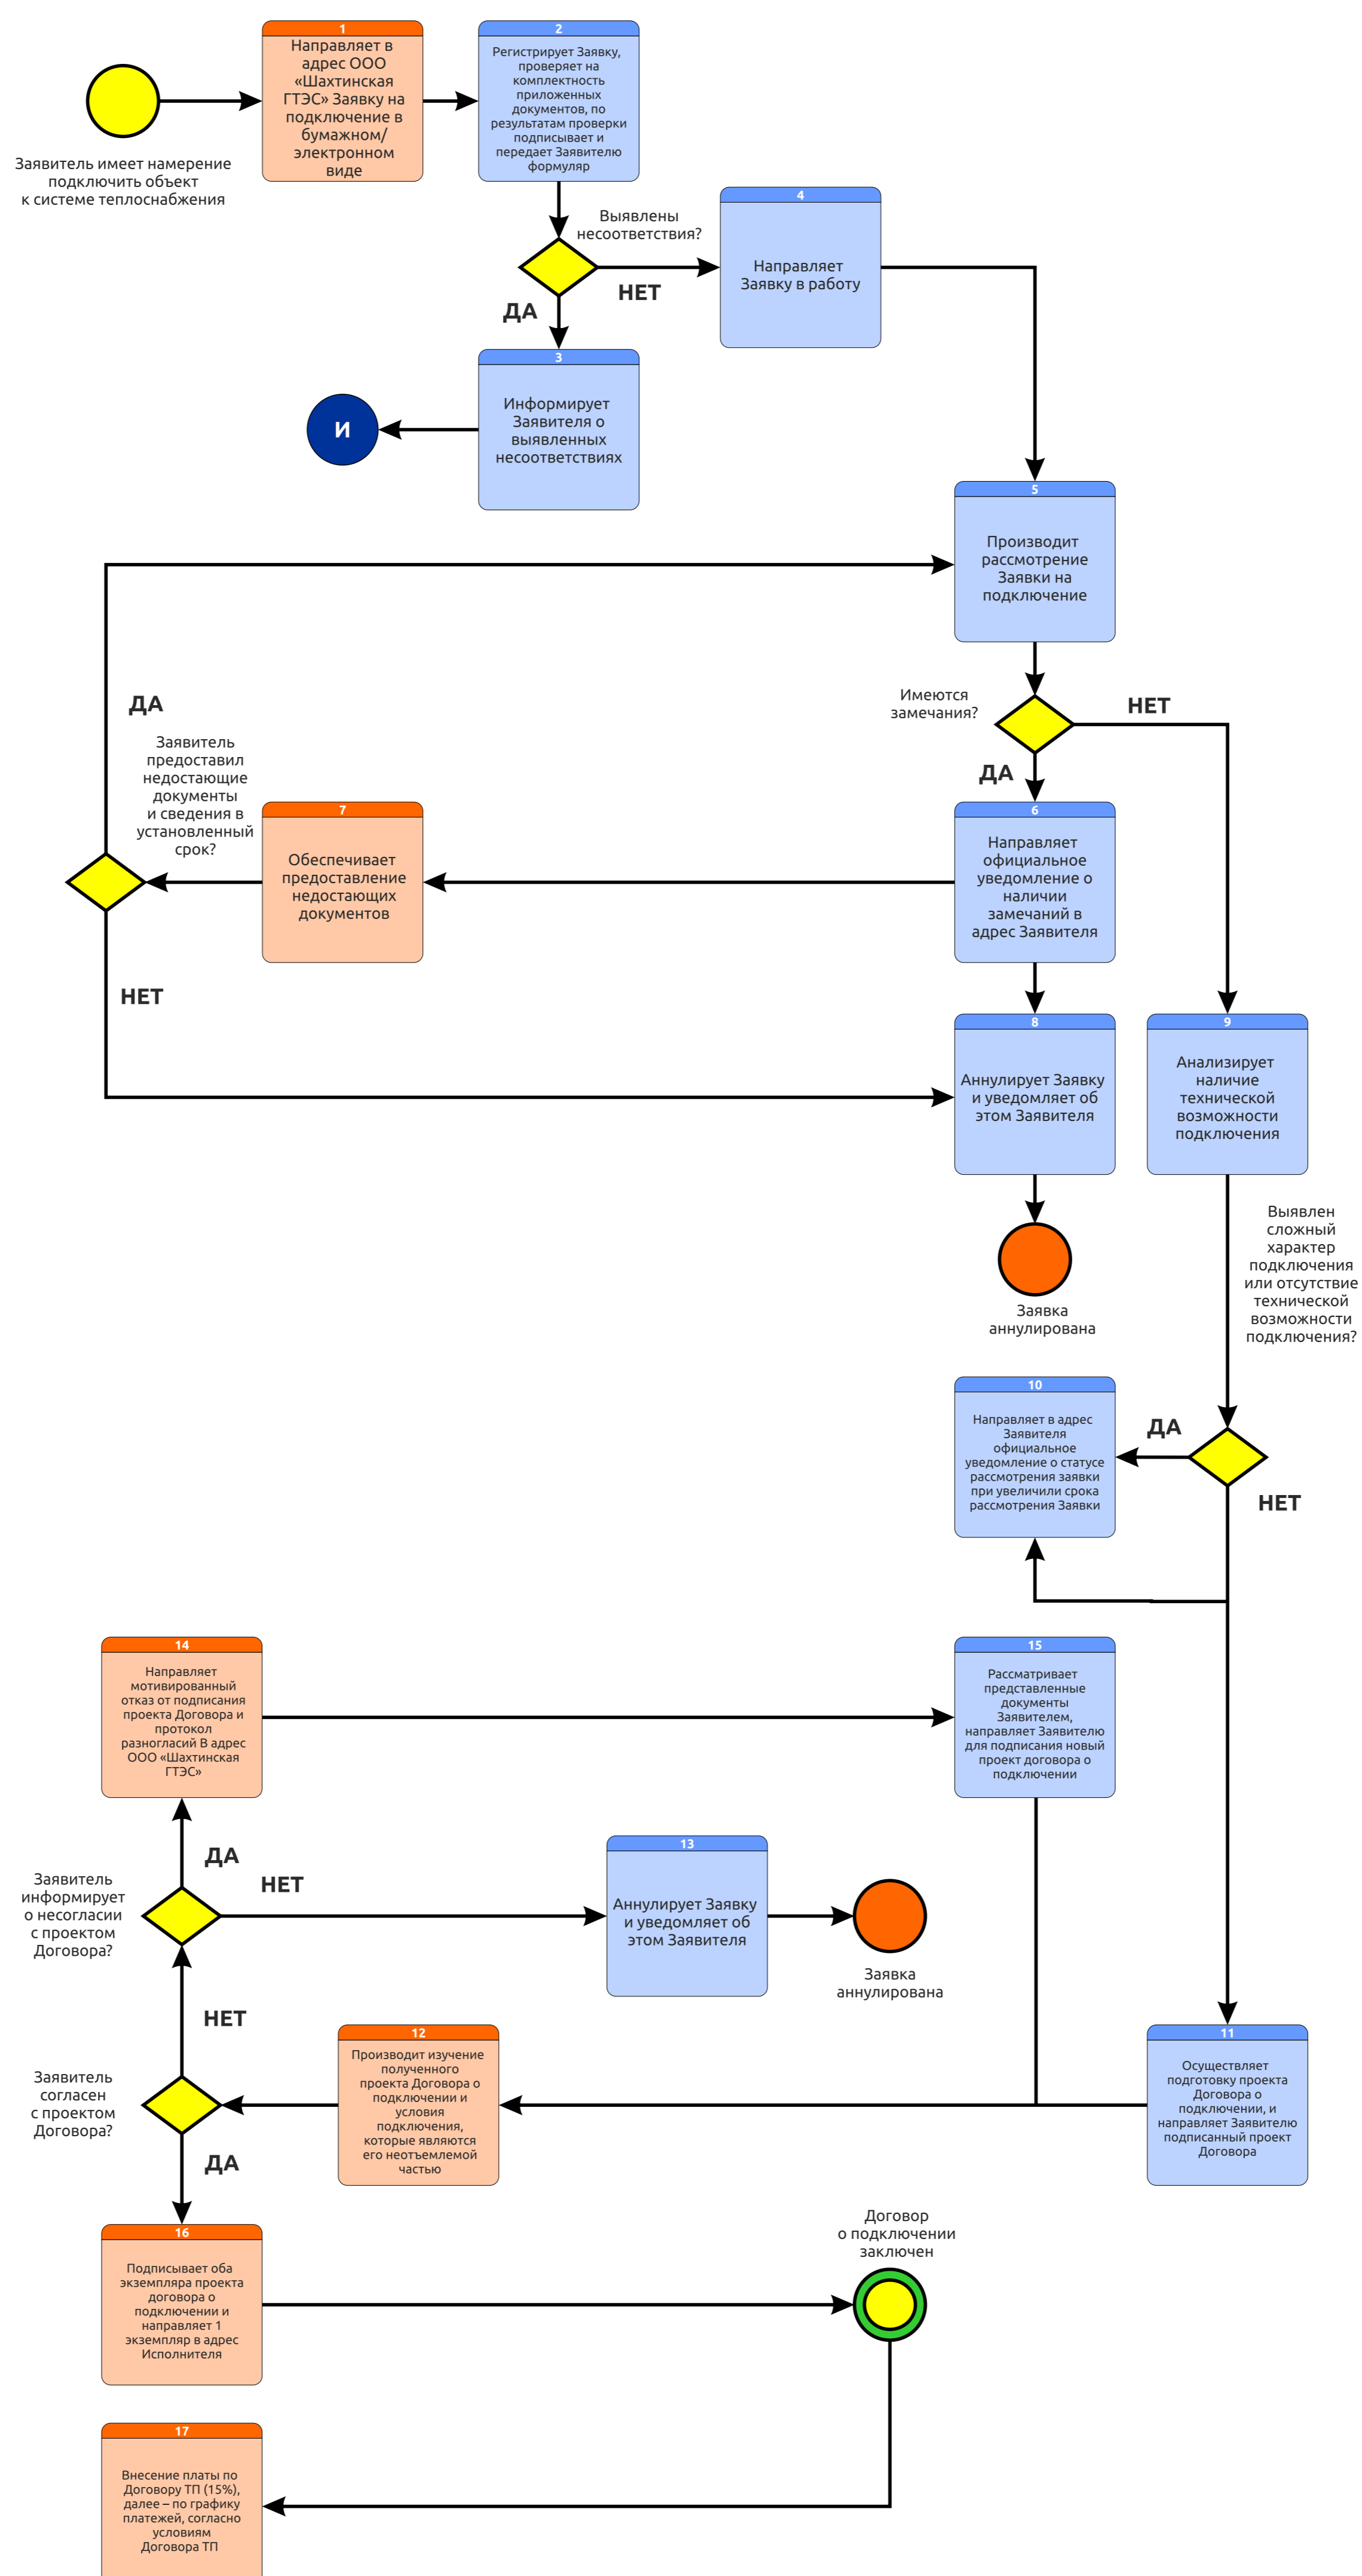 1
Направляет в
адрес ООО
«Шахтинская
ГТЭС» Заявку на
подключение в
бумажном/
электронном
виде
2
Регистрирует Заявку,
проверяет на
комплектность
приложенных
документов, по
результатам проверки
подписывает и
передает Заявителю
формуляр
Заявитель имеет намерение
подключить объект
к системе теплоснабжения
Выявлены
несоответствия?
НЕТ
ДА
4
Направляет
Заявку в работу
3
Информирует
Заявителя о
выявленных
несоответствиях
И
5
Производит
рассмотрение
Заявки на
подключение
Имеются
замечания?
НЕТ
ДА
ДА
Заявитель
предоставил
недостающие
документы
и сведения в
установленный
срок?
НЕТ
7
Обеспечивает
предоставление
недостающих
документов
6
Направляет
официальное
уведомление о
наличии
замечаний в
адрес Заявителя
8
Аннулирует Заявку
и уведомляет об
этом Заявителя
9
Анализирует
наличие
технической
возможности
подключения
Заявка
аннулирована
Выявлен
сложный
характер
подключения
или отсутствие
технической
возможности
подключения?
10
Направляет в адрес
Заявителя
официальное
уведомление о статусе
рассмотрения заявки
при увеличили срока
рассмотрения Заявки
ДА
НЕТ
14
Направляет
мотивированный
отказ от подписания
проекта Договора и
протокол
разногласий В адрес
ООО «Шахтинская
ГТЭС»
15
Рассматривает
представленные
документы
Заявителем,
направляет Заявителю
для подписания новый
проект договора о
подключении
ДА
НЕТ
Заявитель
информирует
о несогласии
с проектом
Договора?
13
Аннулирует Заявку
и уведомляет об
этом Заявителя
Заявка
аннулирована
НЕТ
Заявитель
согласен
с проектом
Договора?
ДА
12
Производит изучение
полученного
проекта Договора о
подключении и
условия
подключения,
которые являются
его неотъемлемой
частью
11
Осуществляет
подготовку проекта
Договора о
подключении, и
направляет Заявителю
подписанный проект
Договора
16
Подписывает оба
экземпляра проекта
договора о
подключении и
направляет 1
экземпляр в адрес
Исполнителя
Договор
о подключении
заключен
17
Внесение платы по
Договору ТП (15%),
далее – по графику
платежей, согласно
условиям
Договора ТП